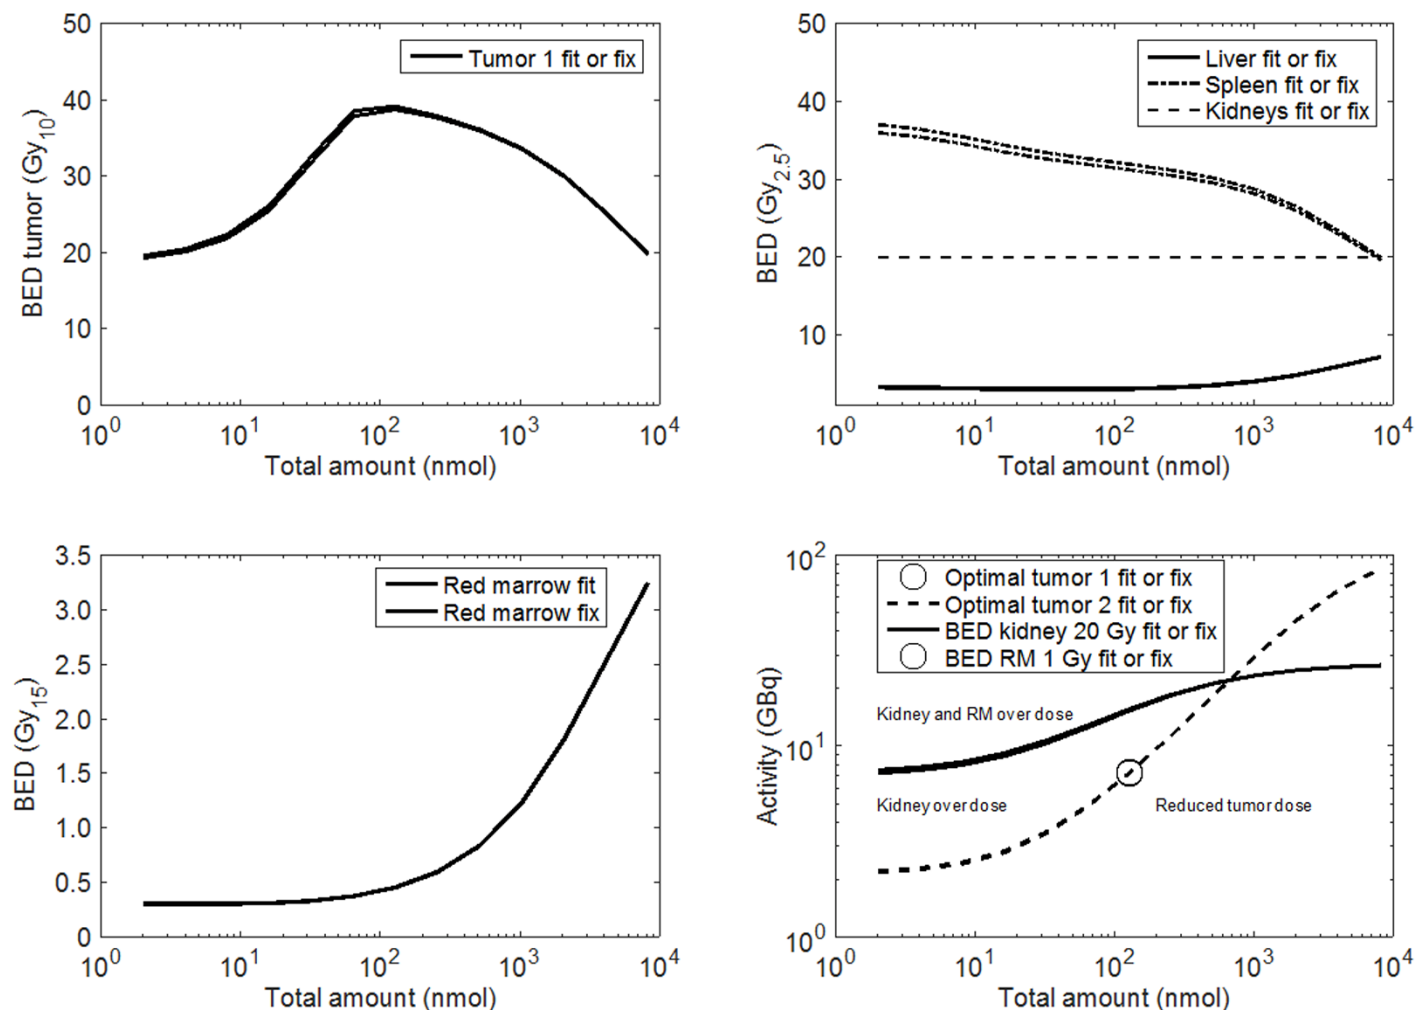 50
40
30
20
10
0
BED tumor (Gy10)
Tumor 1 fit or fix
10^0 10^1 10^2 10^3 10^4
Total amount (nmol)
50
40
30
20
10
BED (Gy2.5)
Liver fit or fix
Spleen fit or fix
Kidneys fit or fix
10^0 10^1 10^2 10^3 10^4
Total amount (nmol)
3.5
3.0
2.5
2.0
1.5
1.0
0.5
0
BED (Gy15)
Red marrow fit
Red marrow fix
10^0 10^1 10^2 10^3 10^4
Total amount (nmol)
10^2
10^1
10^0
Activity (GBq)
Optimal tumor 1 fit or fix
Optimal tumor 2 fit or fix
BED kidney 20 Gy fit or fix
BED RM 1 Gy fit or fix
Kidney and RM over dose
Kidney over dose
Reduced tumor dose
10^0 10^1 10^2 10^3 10^4
Total amount (nmol)